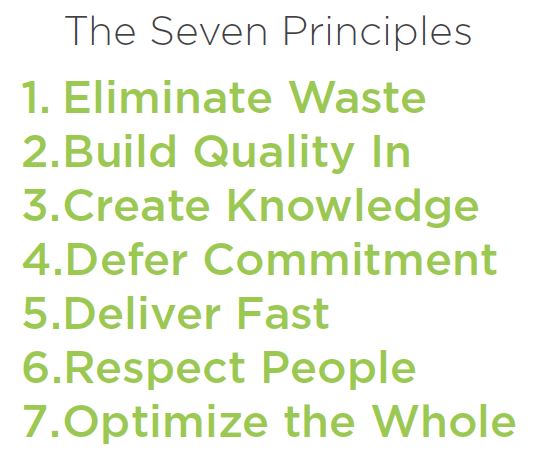 The Seven Principles
1. Eliminate Waste
2.Build Quality In
3.Create Knowledge
4.Defer Commitment
5.Deliver Fast
6.Respect People
7.Optimize the Whole